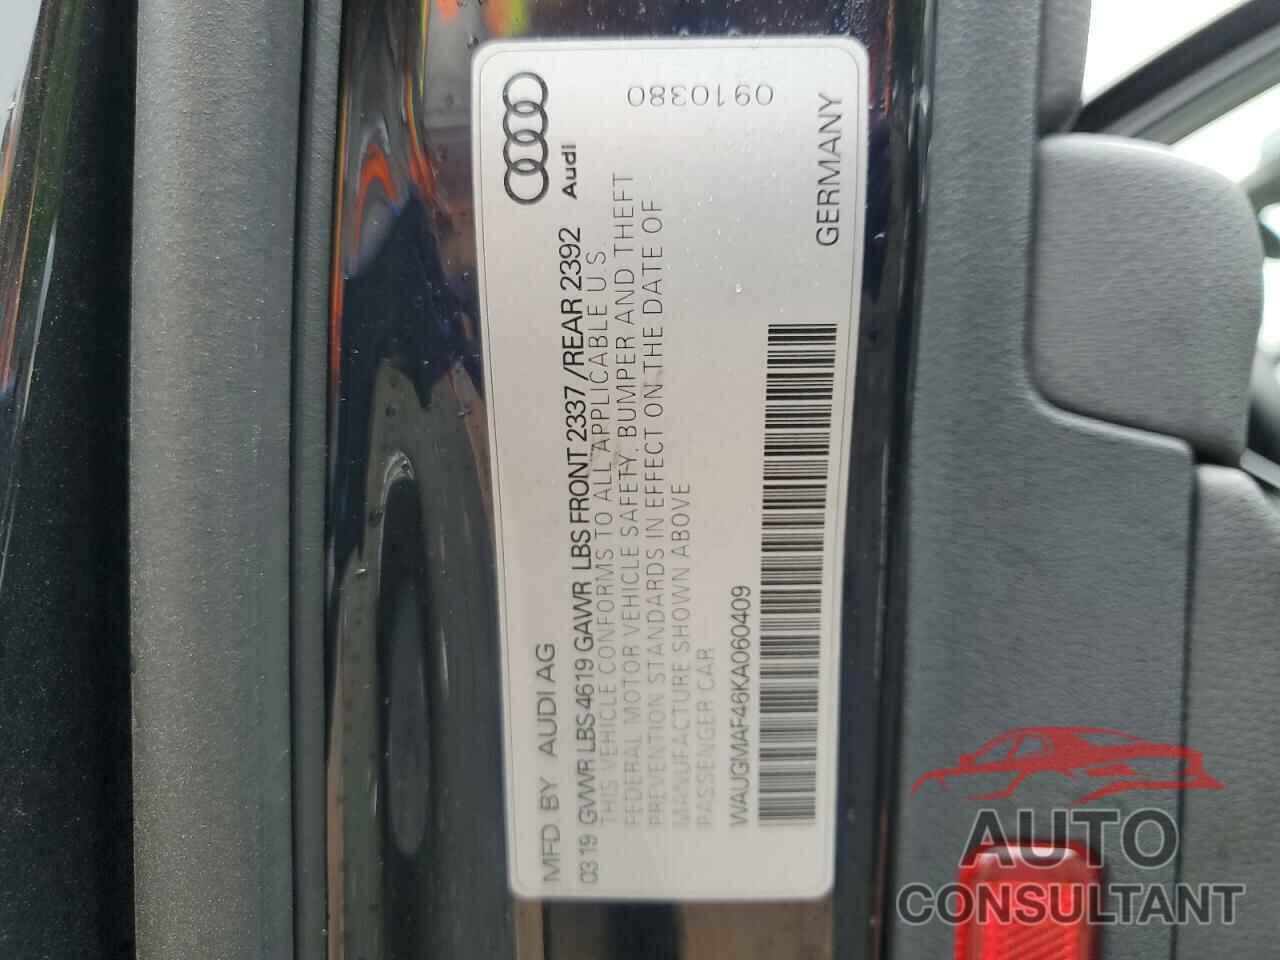 MFD BY AUDI AG
Audi
03 19 GVWR LBS 4619 GAWR LBS FRONT 2337 / REAR 2392
THIS VEHICLE CONFORMS TO ALL APPLICABLE U.S
FEDERAL MOTOR VEHICLE SAFETY. BUMPER AND THEFT
PREVENTION STANDARDS IN EFFECT ON THE DATE OF
MANUFACTURE SHOWN ABOVE
PASSENGER CAR
WAUGMAF46KA060409
GERMANY
0910380
AUTO
CONSULTANT